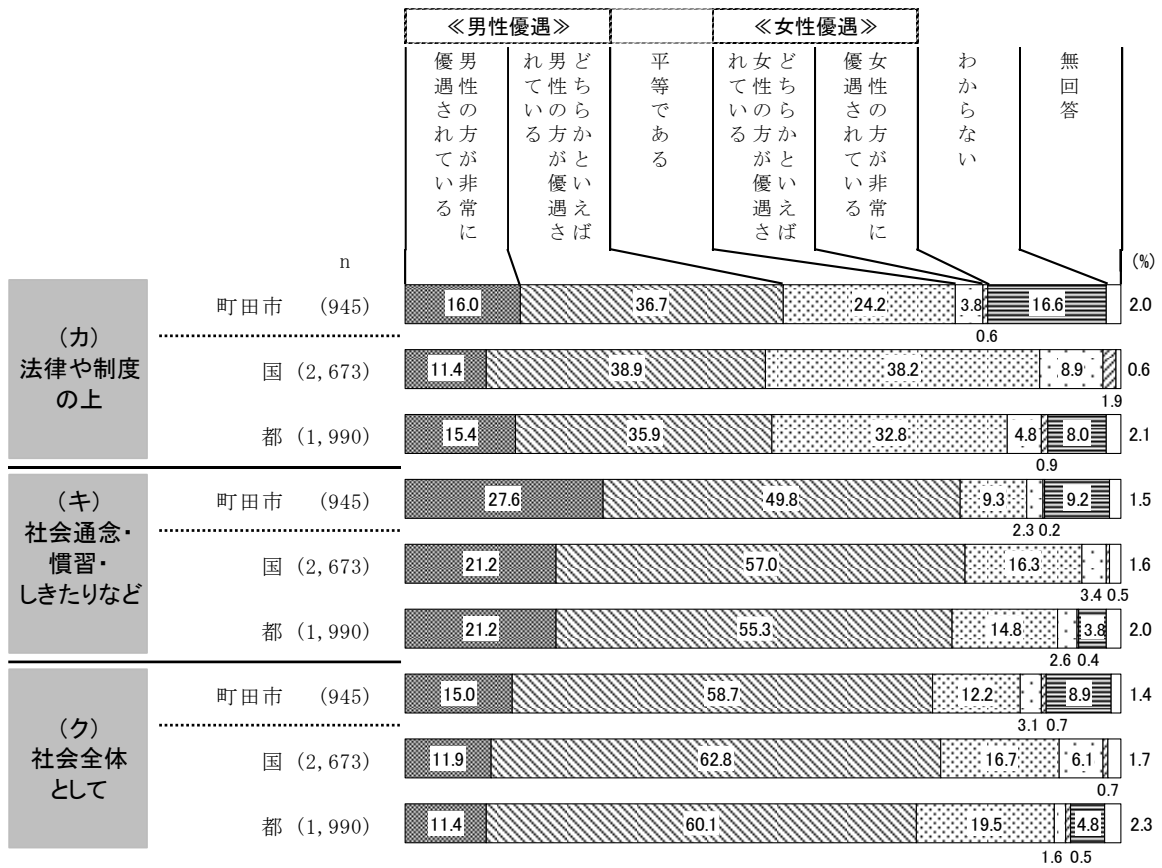 ≪男性優遇≫
≪女性優遇≫
男性の方が非常に
優遇されている
どちらかといえば
男性の方が優遇さ
れている
平等である
どちらかといえば
女性の方が優遇さ
れている
女性の方が非常に
優遇されている
わからない
無回答
n
(%)
(カ)
法律や制度
の上
町田市 (945)
16.0 36.7 24.2 3.8 16.6 2.0
0.6
国 (2,673)
11.4 38.9 38.2 8.9 0.6
1.9
都 (1,990)
15.4 35.9 32.8 4.8 8.0 2.1
0.9
(キ)
社会通念・
慣習・
しきたりなど
町田市 (945)
27.6 49.8 9.3 9.2 1.5
2.3 0.2
国 (2,673)
21.2 57.0 16.3 1.6
3.4 0.5
都 (1,990)
21.2 55.3 14.8 3.8 2.0
2.6 0.4
(ク)
社会全体
として
町田市 (945)
15.0 58.7 12.2 8.9 1.4
3.1 0.7
国 (2,673)
11.9 62.8 16.7 6.1 1.7
0.7
都 (1,990)
11.4 60.1 19.5 4.8 2.3
1.6 0.5